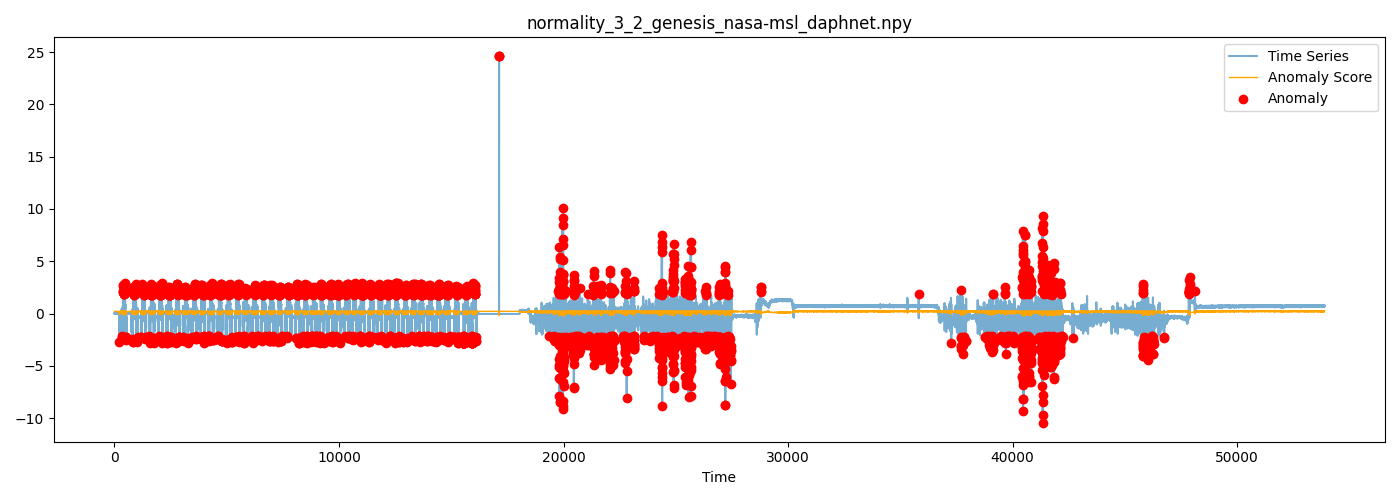 normality_3_2_genesis_nasa-msl_daphnet.npy
25
20
15
10
5
0
−5
−10
0 10000 20000 30000 40000 50000
Time
Time Series
Anomaly Score
Anomaly